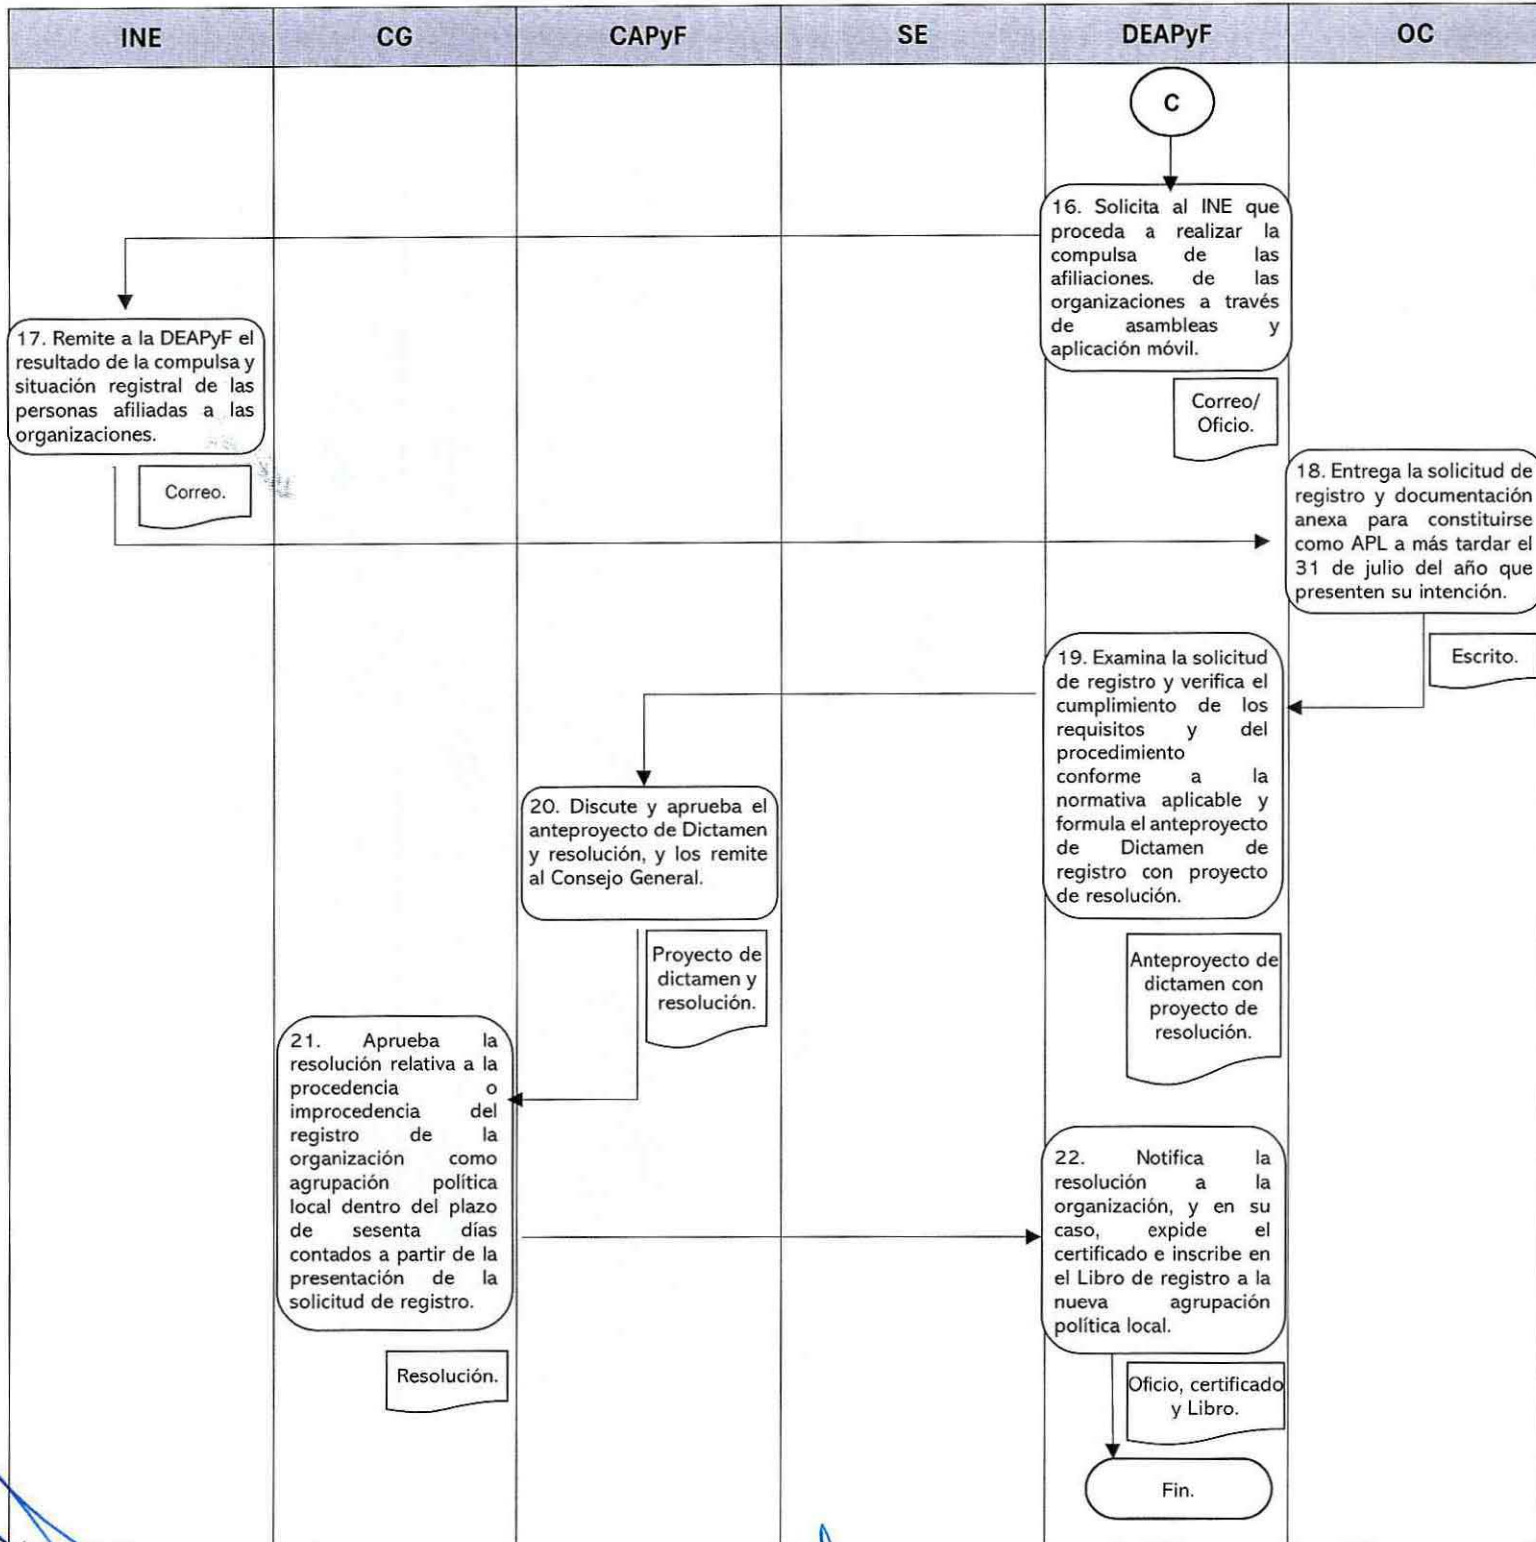 INE
CG
CAPyF
SE
DEAPyF
OC
C
16. Solicita al INE que
proceda a realizar la
compulsa de las
afiliaciones. de las
organizaciones a través
de asambleas y
aplicación móvil.
Correo/
Oficio.
17. Remite a la DEAPyF el
resultado de la compulsa y
situación registral de las
personas afiliadas a las
organizaciones.
Correo.
18. Entrega la solicitud de
registro y documentación
anexa para constituirse
como APL a más tardar el
31 de julio del año que
presenten su intención.
Escrito.
19. Examina la solicitud
de registro y verifica el
cumplimiento de los
requisitos y del
procedimiento
conforme a la
normativa aplicable y
formula el anteproyecto
de Dictamen de
registro con proyecto
de resolución.
Anteproyecto de
dictamen con
proyecto de
resolución.
20. Discute y aprueba el
anteproyecto de Dictamen
y resolución, y los remite
al Consejo General.
Proyecto de
dictamen y
resolución.
21. Aprueba la
resolución relativa a la
procedencia o
improcedencia del
registro de la
organización como
agrupación política
local dentro del plazo
de sesenta días
contados a partir de la
presentación de la
solicitud de registro.
Resolución.
22. Notifica la
resolución a la
organización, y en su
caso, expide el
certificado e inscribe en
el Libro de registro a la
nueva agrupación
política local.
Oficio, certificado
y Libro.
Fin.